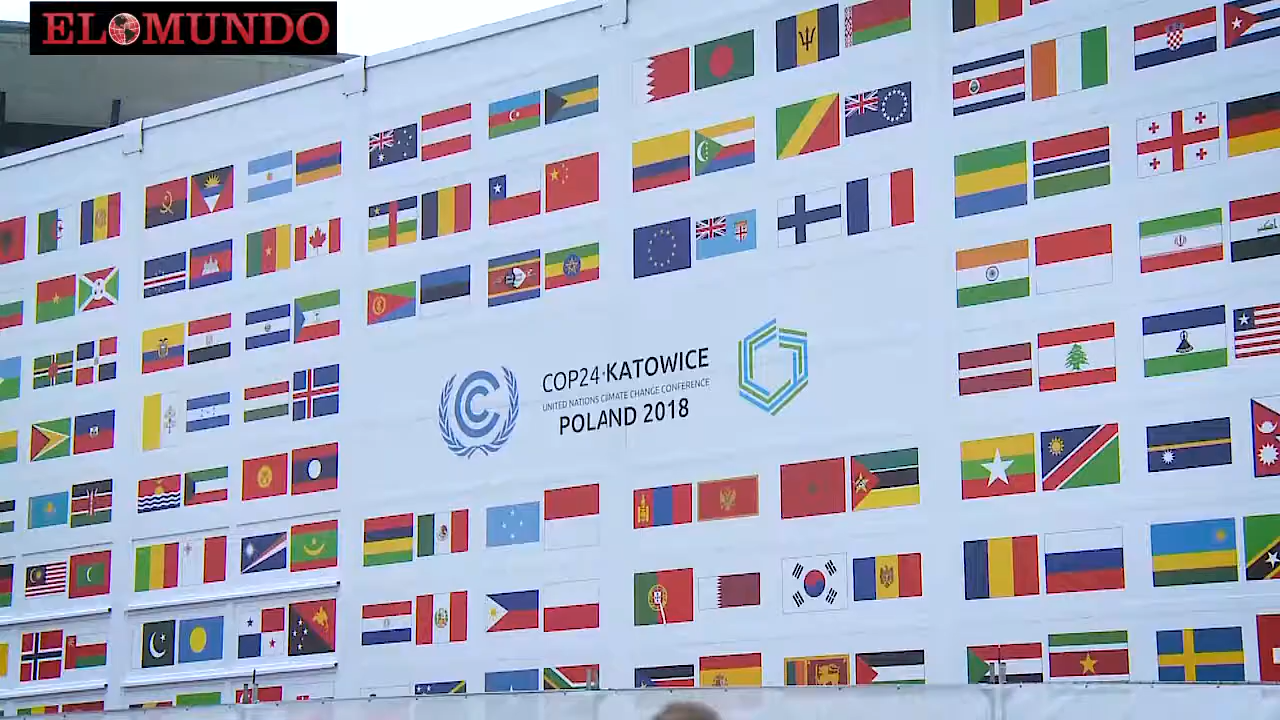 EL MUNDO
COP24·KATOWICE
UNITED NATIONS CLIMATE CHANGE CONFERENCE
POLAND 2018